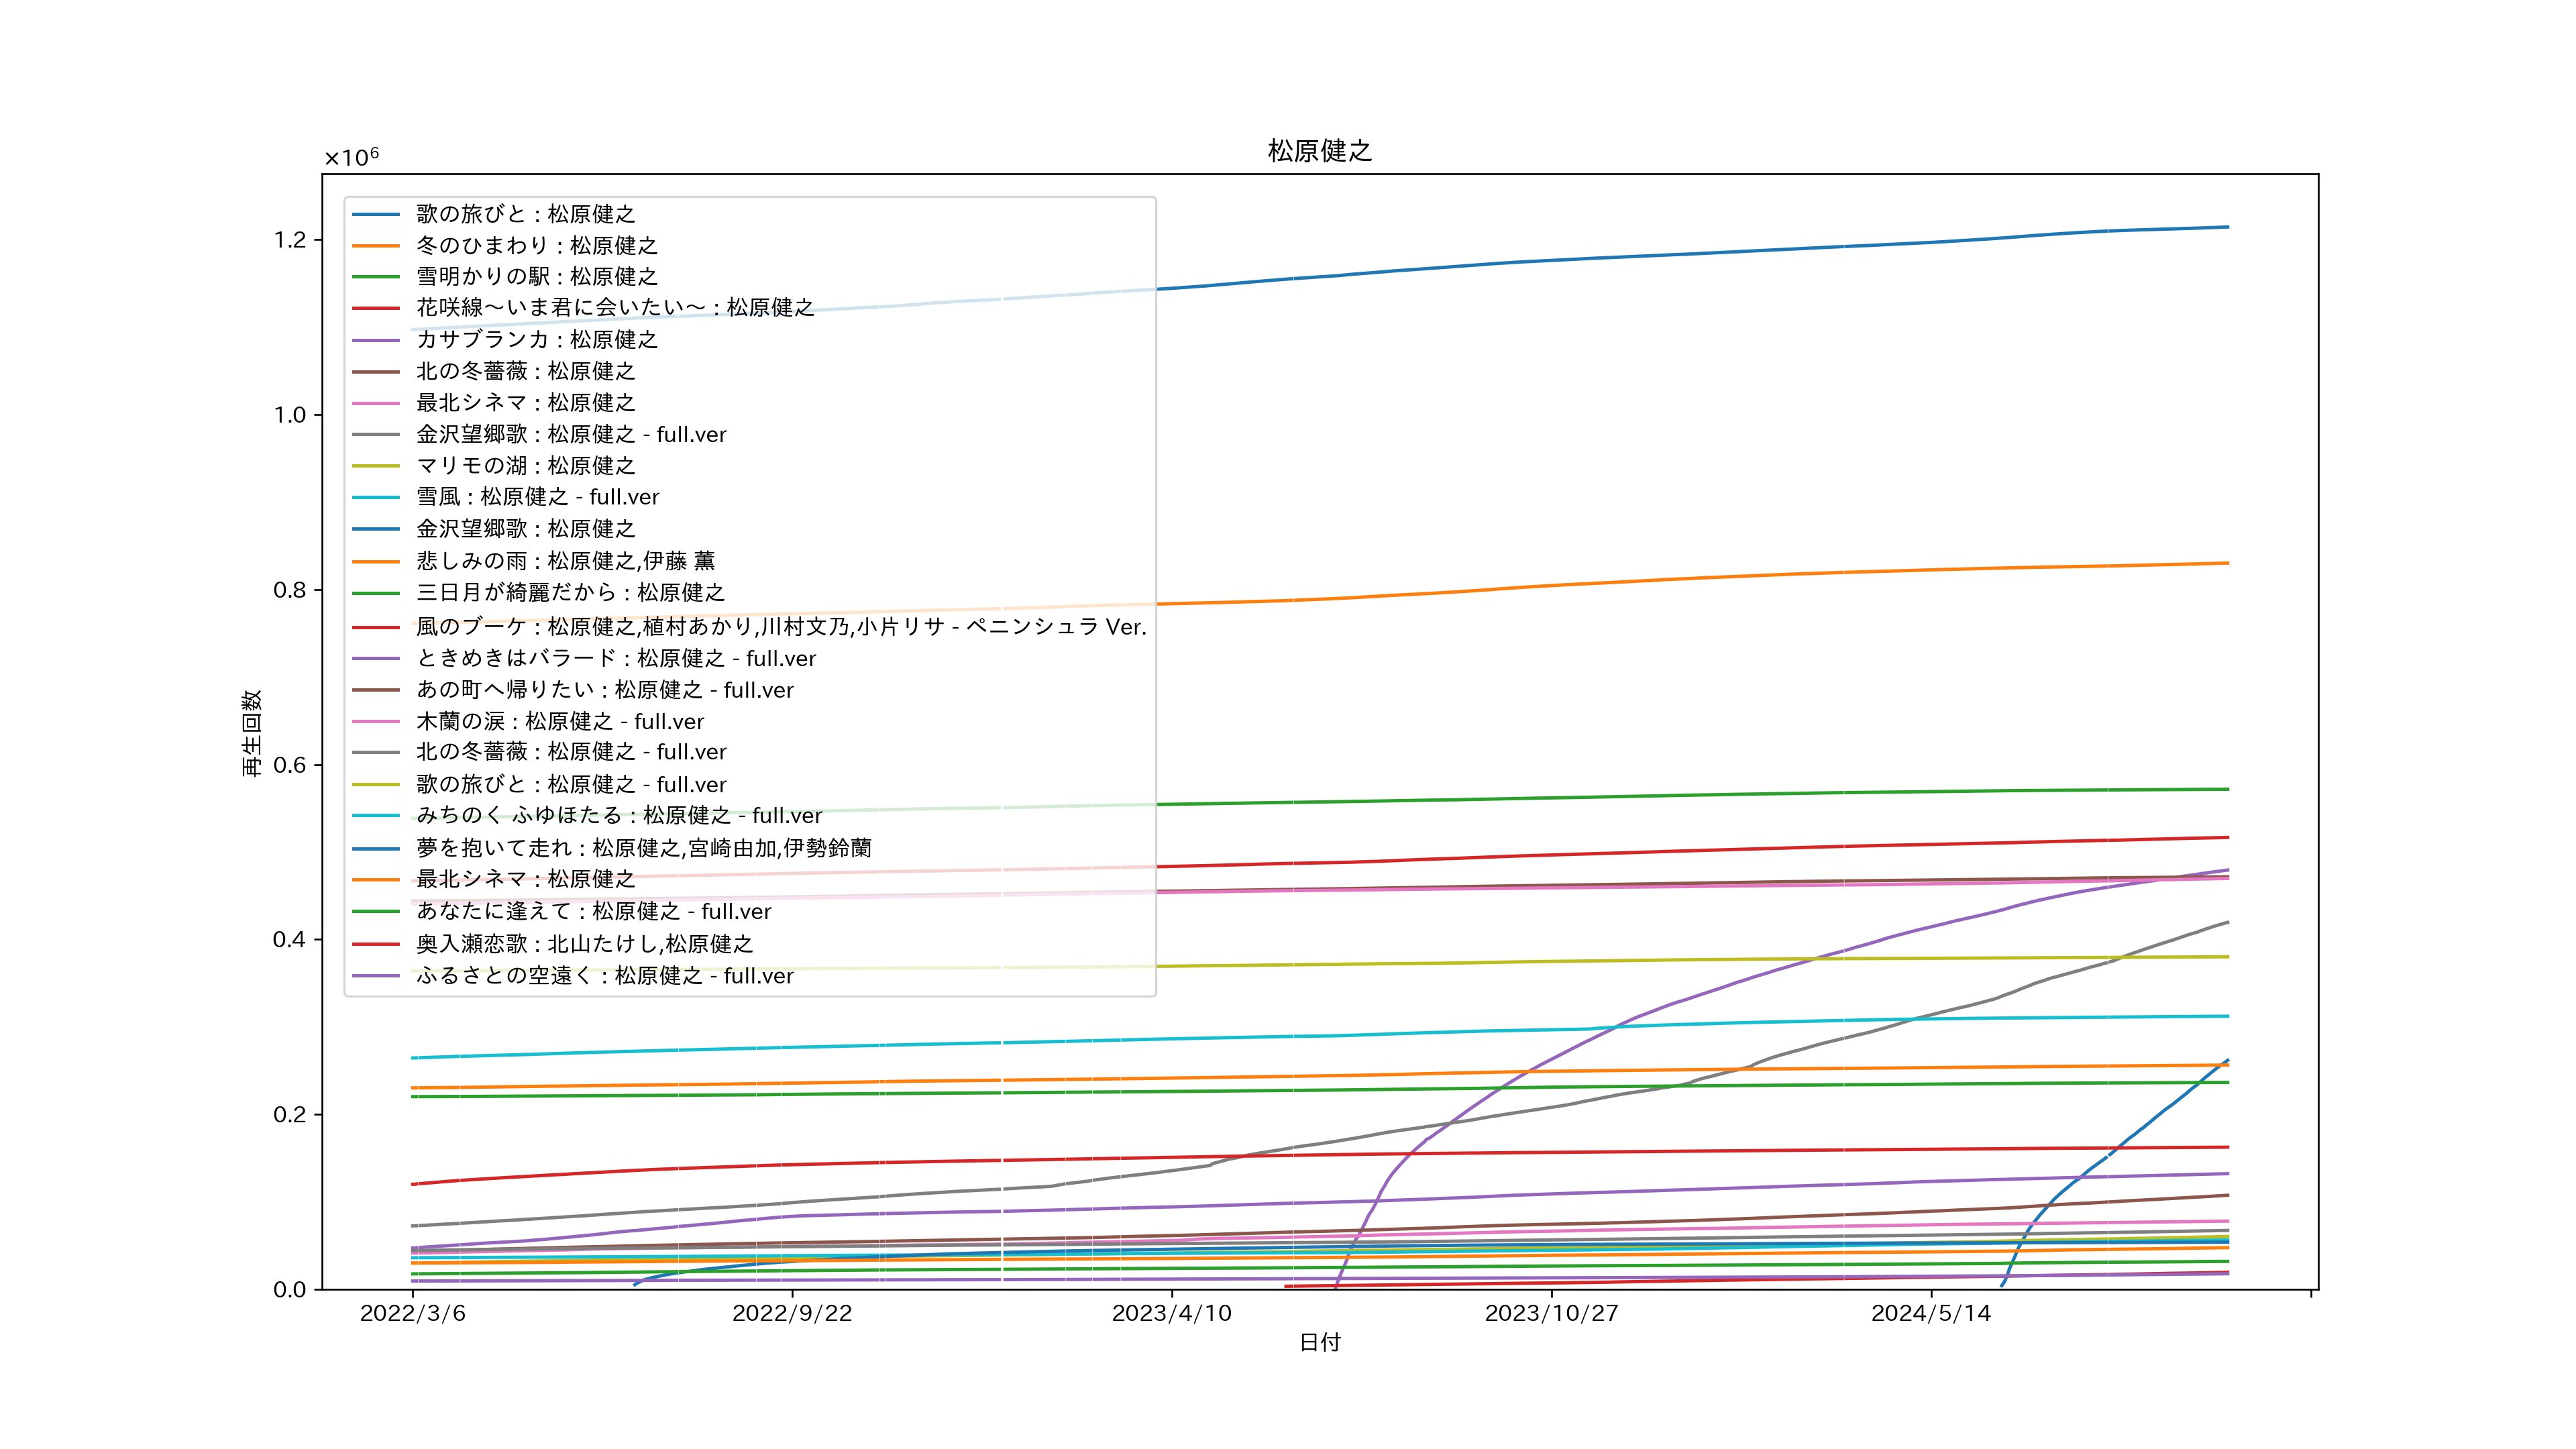 松原健之
×10⁶
1.2
1.0
0.8
0.6
0.4
0.2
0.0
再生回数
歌の旅びと : 松原健之
冬のひまわり : 松原健之
雪明かりの駅 : 松原健之
花咲線～いま君に会いたい～ : 松原健之
カサブランカ : 松原健之
北の冬薔薇 : 松原健之
最北シネマ : 松原健之
金沢望郷歌 : 松原健之 - full.ver
マリモの湖 : 松原健之
雪風 : 松原健之 - full.ver
金沢望郷歌 : 松原健之
悲しみの雨 : 松原健之,伊藤 薫
三日月が綺麗だから : 松原健之
風のブーケ : 松原健之,植村あかり,川村文乃,小片リサ - ペニンシュラ Ver.
ときめきはバラード : 松原健之 - full.ver
あの町へ帰りたい : 松原健之 - full.ver
木蘭の涙 : 松原健之 - full.ver
北の冬薔薇 : 松原健之 - full.ver
歌の旅びと : 松原健之 - full.ver
みちのく ふゆほたる : 松原健之 - full.ver
夢を抱いて走れ : 松原健之,宮崎由加,伊勢鈴蘭
最北シネマ : 松原健之
あなたに逢えて : 松原健之 - full.ver
奥入瀬恋歌 : 北山たけし,松原健之
ふるさとの空遠く : 松原健之 - full.ver
2022/3/6
2022/9/22
2023/4/10
2023/10/27
2024/5/14
日付